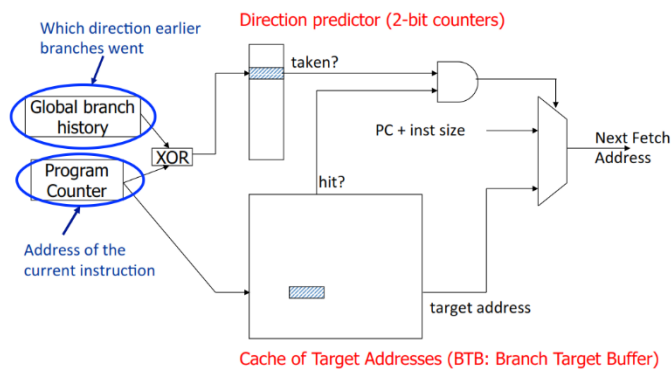 Direction predictor (2-bit counters)
Which direction earlier
branches went
taken?
Global branch
history
PC + inst size
XOR
Next Fetch
Address
Program
Counter
hit?
Address of the
current instruction
target address
Cache of Target Addresses (BTB: Branch Target Buffer)